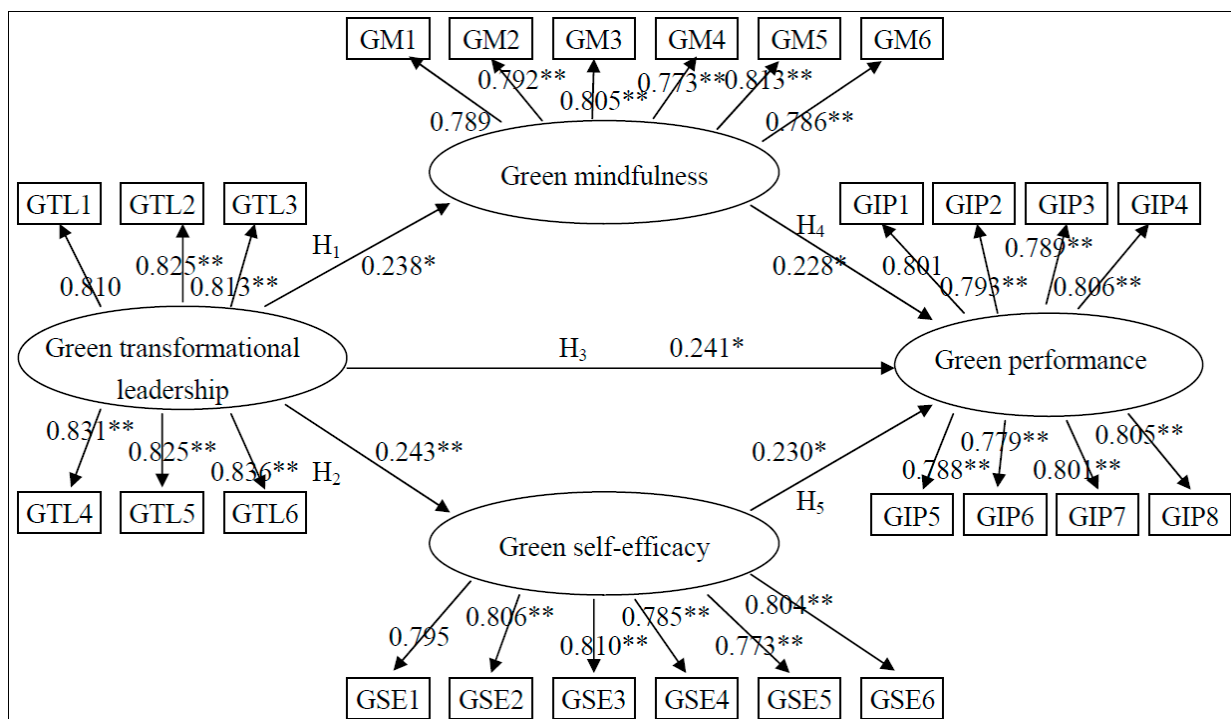 GM1 GM2 GM3 GM4 GM5 GM6
0.789 0.792** 0.805** 0.773** 0.813** 0.786**
Green mindfulness
GTL1 GTL2 GTL3
0.810 0.825** 0.813**
H1 0.238*
H4 0.228*
GIP1 GIP2 GIP3 GIP4
0.801 0.793** 0.789** 0.806**
Green transformational
leadership
H3 0.241*
Green performance
0.831** 0.825** 0.836**
GTL4 GTL5 GTL6
H2 0.243**
0.230* H5
0.788** 0.779** 0.801** 0.805**
GIP5 GIP6 GIP7 GIP8
Green self-efficacy
0.795 0.806** 0.810** 0.785** 0.773** 0.804**
GSE1 GSE2 GSE3 GSE4 GSE5 GSE6